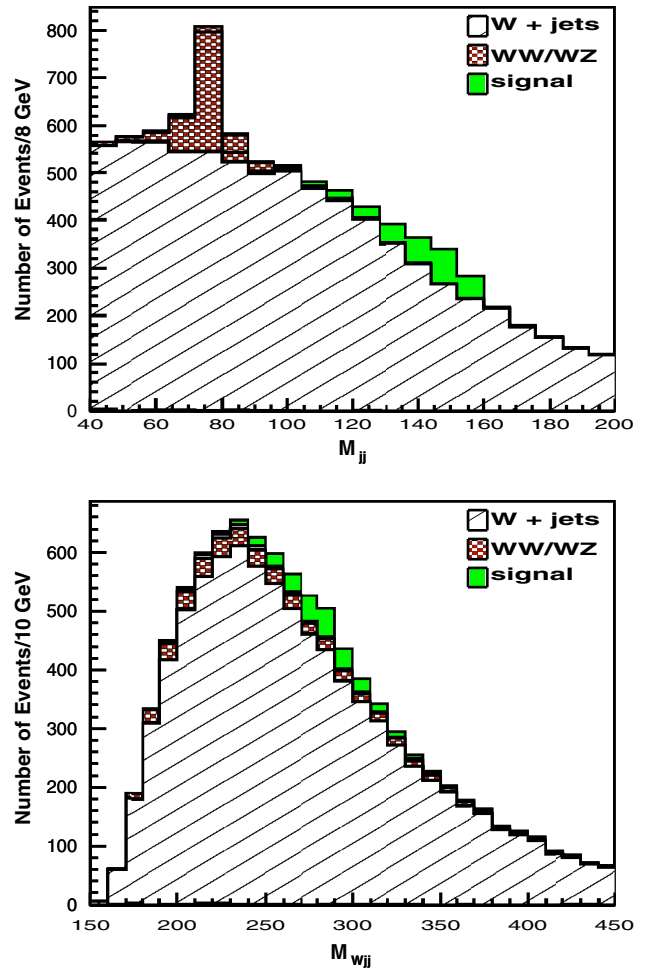 800
700
600
500
400
300
200
100
0
Number of Events/8 GeV
W + jets
WW/WZ
signal
40 60 80 100 120 140 160 180 200
M jj
600
500
400
300
200
100
0
Number of Events/10 GeV
W + jets
WW/WZ
signal
150 200 250 300 350 400 450
M wjj